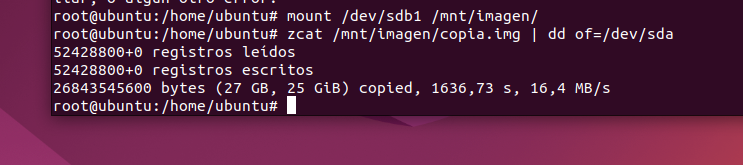 root@ubuntu:/home/ubuntu# mount /dev/sdb1 /mnt/imagen/
root@ubuntu:/home/ubuntu# zcat /mnt/imagen/copia.img | dd of=/dev/sda
52428800+0 registros leídos
52428800+0 registros escritos
26843545600 bytes (27 GB, 25 GiB) copied, 1636,73 s, 16,4 MB/s
root@ubuntu:/home/ubuntu#